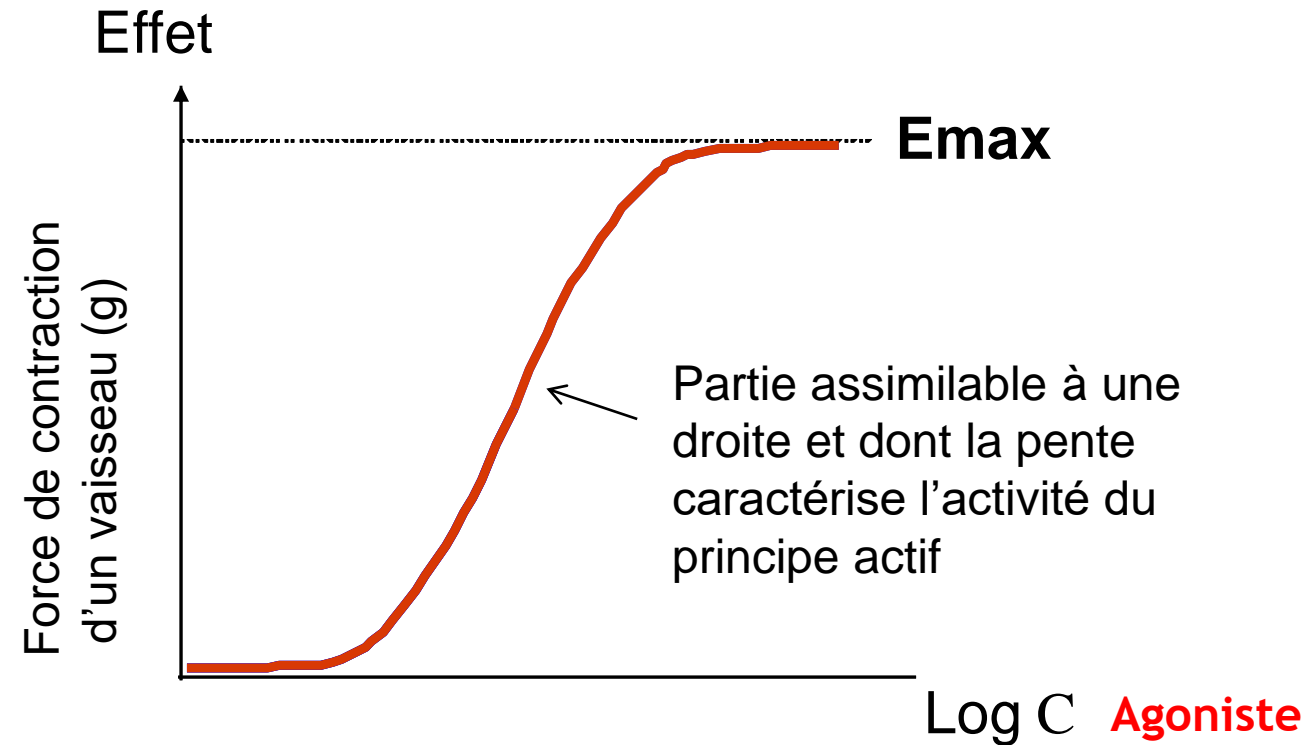 Effet
Emax
Force de contraction
d’un vaisseau (g)
Partie assimilable à une
droite et dont la pente
caractérise l’activité du
principe actif
Log C Agoniste